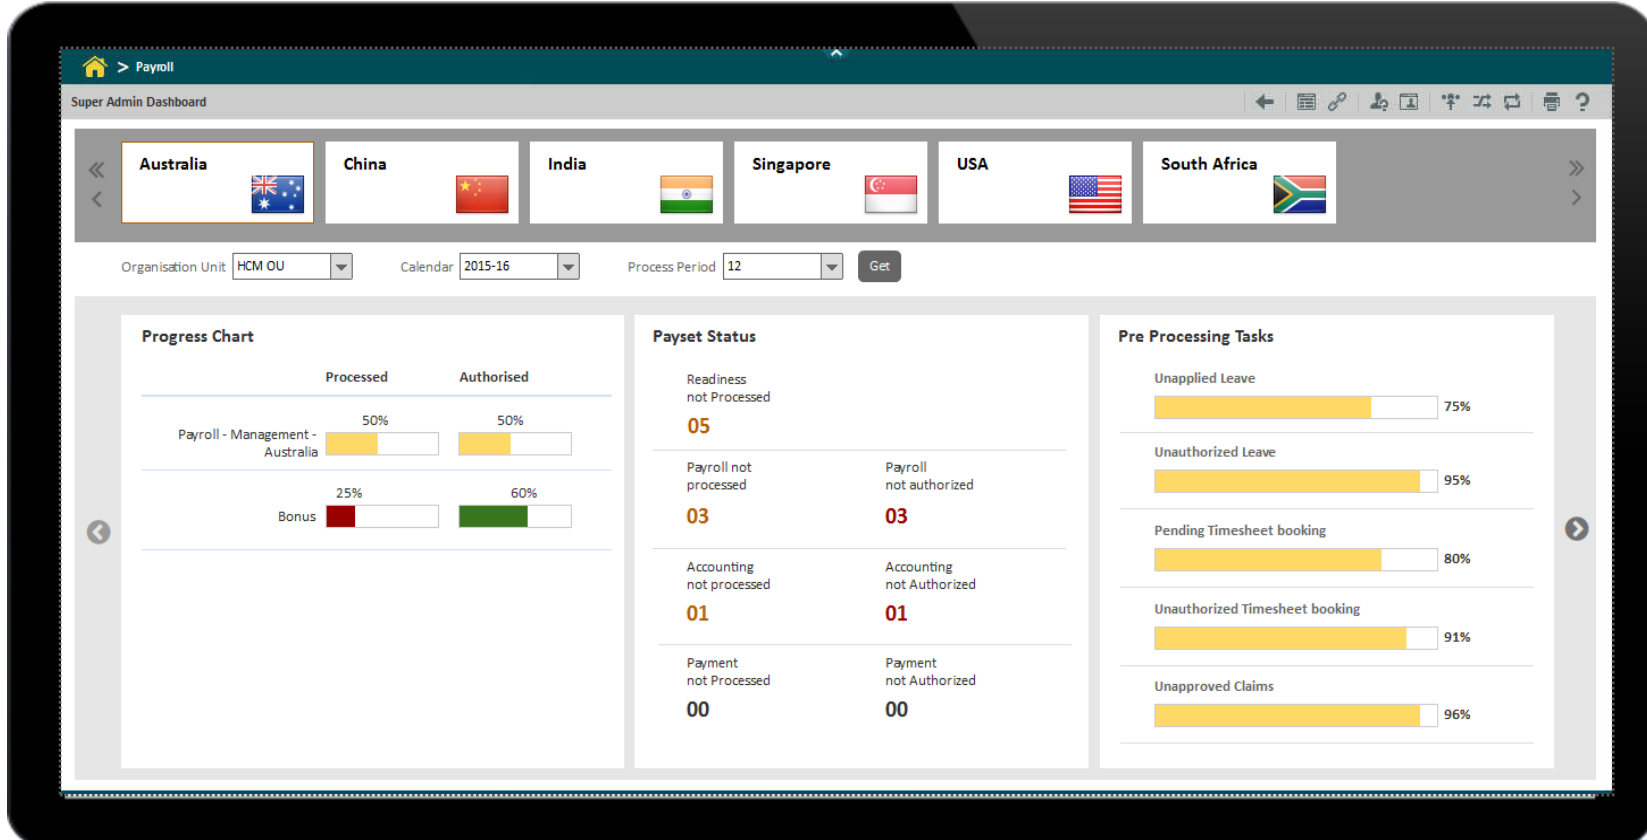 > Payroll
Super Admin Dashboard
Australia
China
India
Singapore
USA
South Africa
Organisation Unit HCM OU
Calendar 2015-16
Process Period 12
Get
Progress Chart
Processed Authorised
50% 50%
Payroll - Management -
Australia
25% 60%
Bonus
Payset Status
Readiness
not Processed
05
Payroll not
processed
03
Payroll
not authorized
03
Accounting
not processed
01
Accounting
not Authorized
01
Payment
not Processed
00
Payment
not Authorized
00
Pre Processing Tasks
Unapplied Leave
75%
Unauthorized Leave
95%
Pending Timesheet booking
80%
Unauthorized Timesheet booking
91%
Unapproved Claims
96%